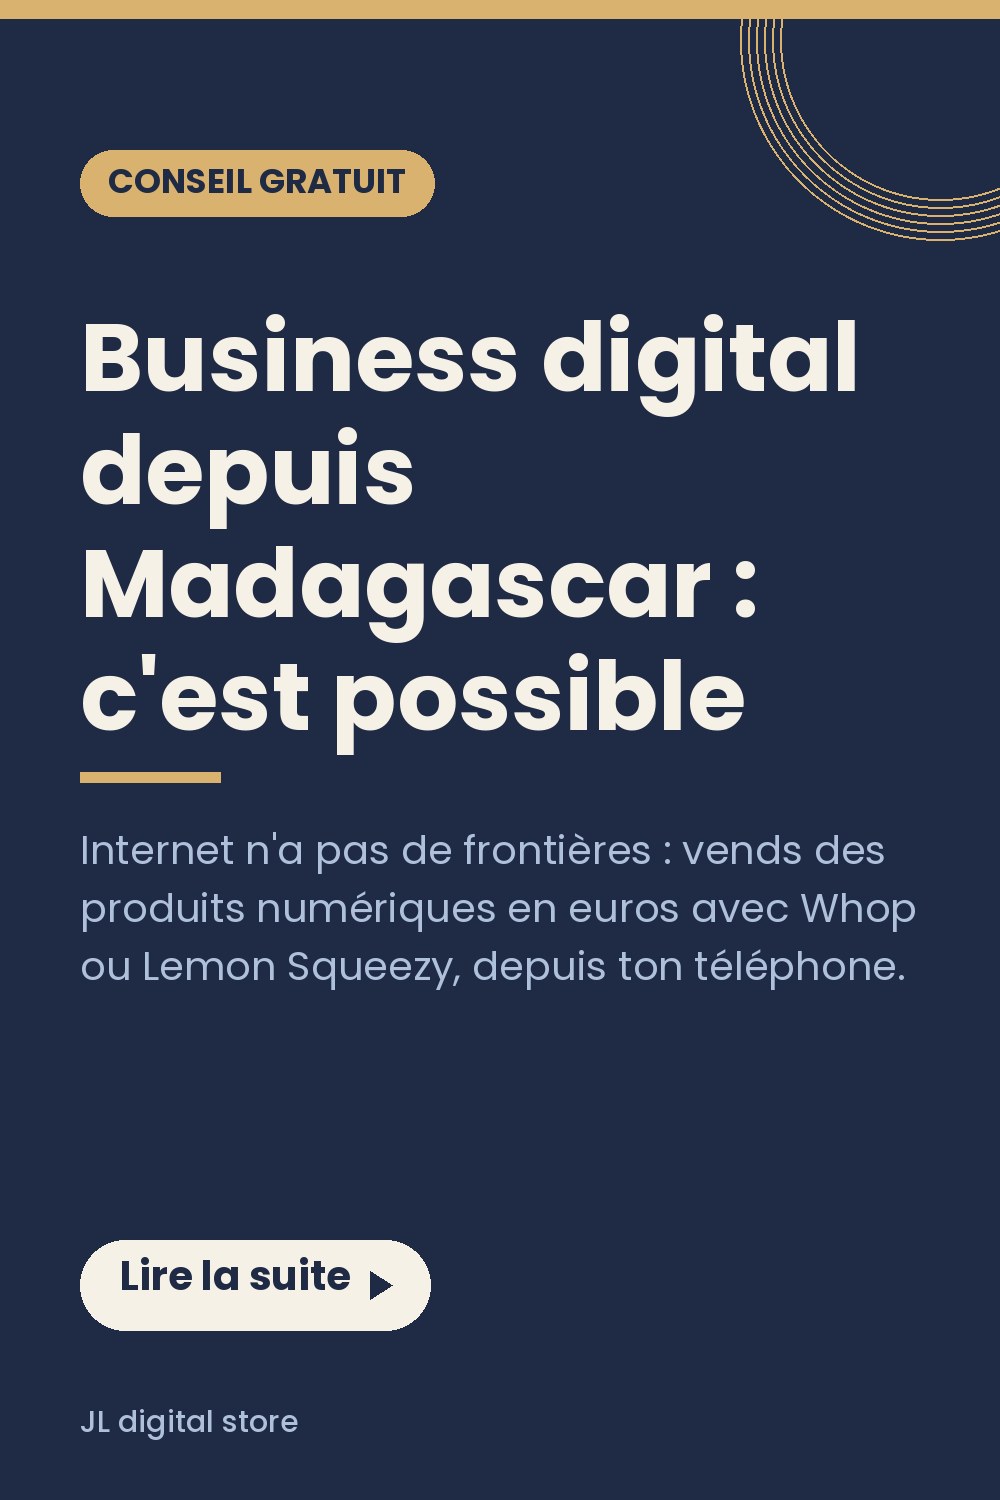 CONSEIL GRATUIT
Business digital
depuis
Madagascar :
c'est possible
Internet n'a pas de frontières : vends des
produits numériques en euros avec Whop
ou Lemon Squeezy, depuis ton téléphone.
Lire la suite
JL digital store